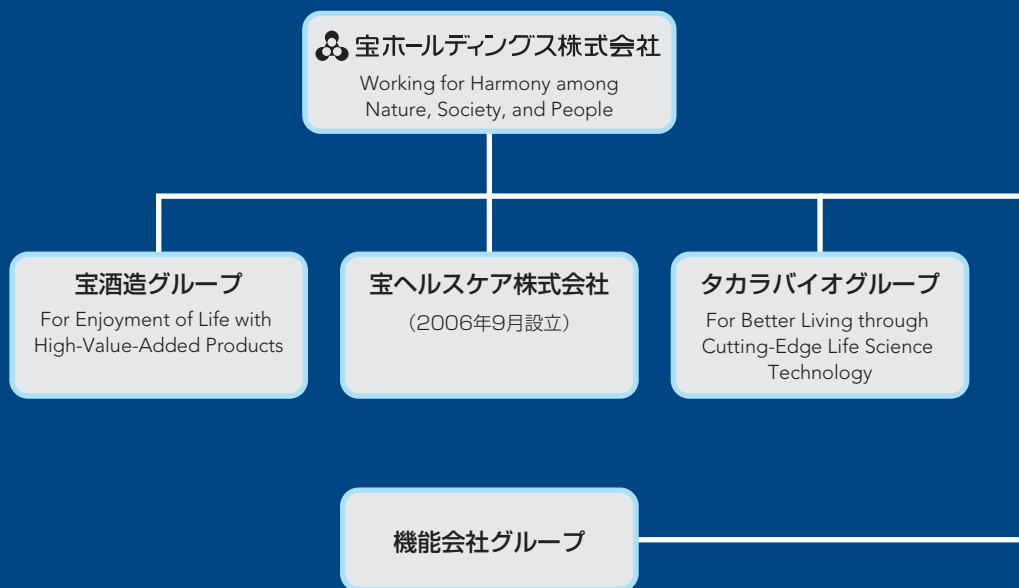 宝ホールディングス株式会社
Working for Harmony among
Nature, Society, and People
宝酒造グループ
For Enjoyment of Life with
High-Value-Added Products
宝ヘルスケア株式会社
（2006年9月設立）
タカラバイオグループ
For Better Living through
Cutting-Edge Life Science
Technology
機能会社グループ